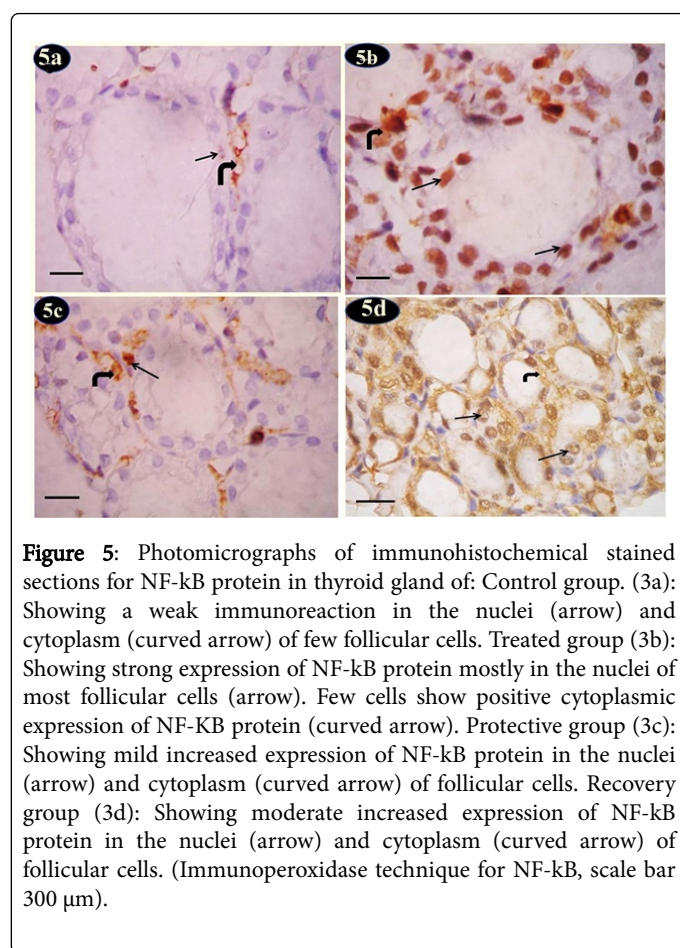 5a
5b
5c
5d
Figure 5: Photomicrographs of immunohistochemical stained
sections for NF-kB protein in thyroid gland of: Control group. (3a):
Showing a weak immunoreaction in the nuclei (arrow) and
cytoplasm (curved arrow) of few follicular cells. Treated group (3b):
Showing strong expression of NF-kB protein mostly in the nuclei of
most follicular cells (arrow). Few cells show positive cytoplasmic
expression of NF-KB protein (curved arrow). Protective group (3c):
Showing mild increased expression of NF-kB protein in the nuclei
(arrow) and cytoplasm (curved arrow) of follicular cells. Recovery
group (3d): Showing moderate increased expression of NF-kB
protein in the nuclei (arrow) and cytoplasm (curved arrow) of
follicular cells. (Immunoperoxidase technique for NF-kB, scale bar
300 μm).